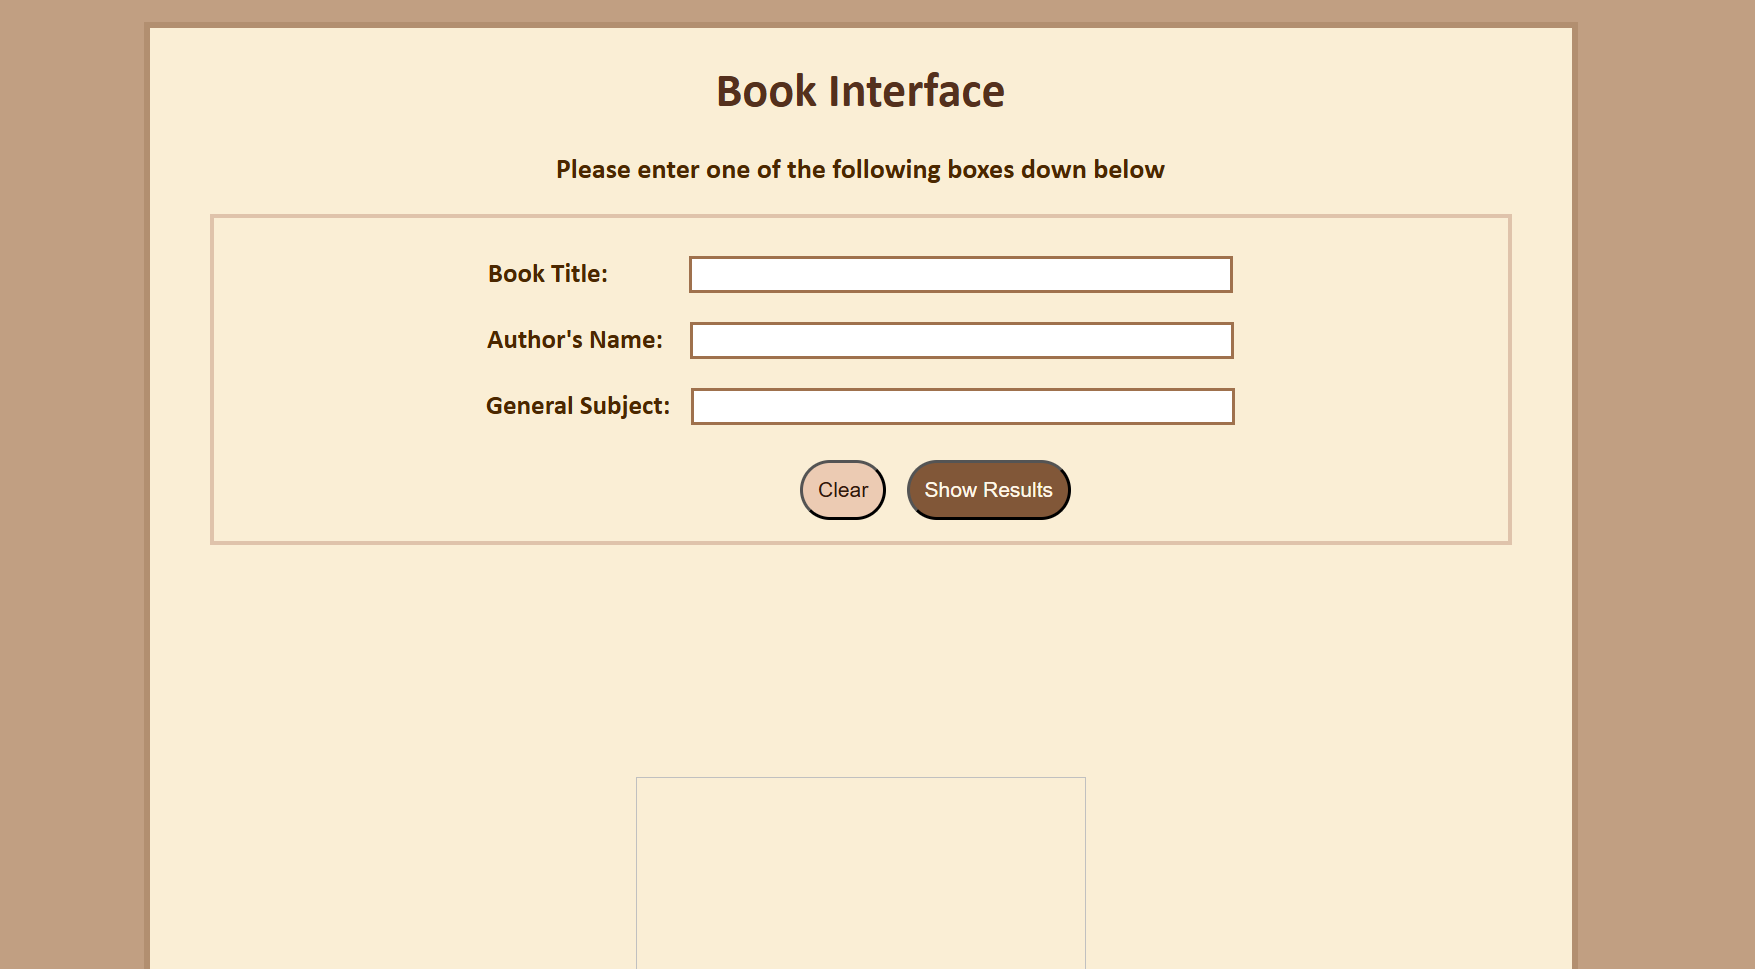 Book Interface
Please enter one of the following boxes down below
Book Title:
Author's Name:
General Subject:
Clear Show Results